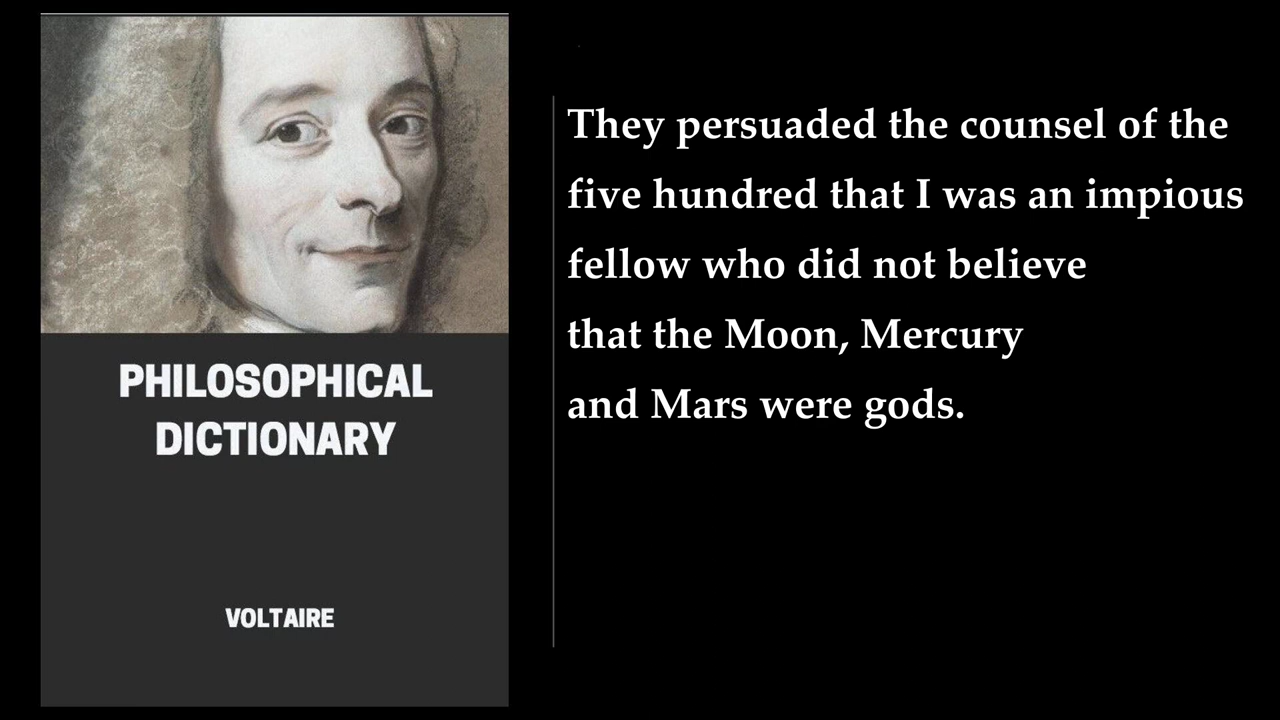 PHILOSOPHICAL
DICTIONARY
VOLTAIRE
They persuaded the counsel of the
five hundred that I was an impious
fellow who did not believe
that the Moon, Mercury
and Mars were gods.